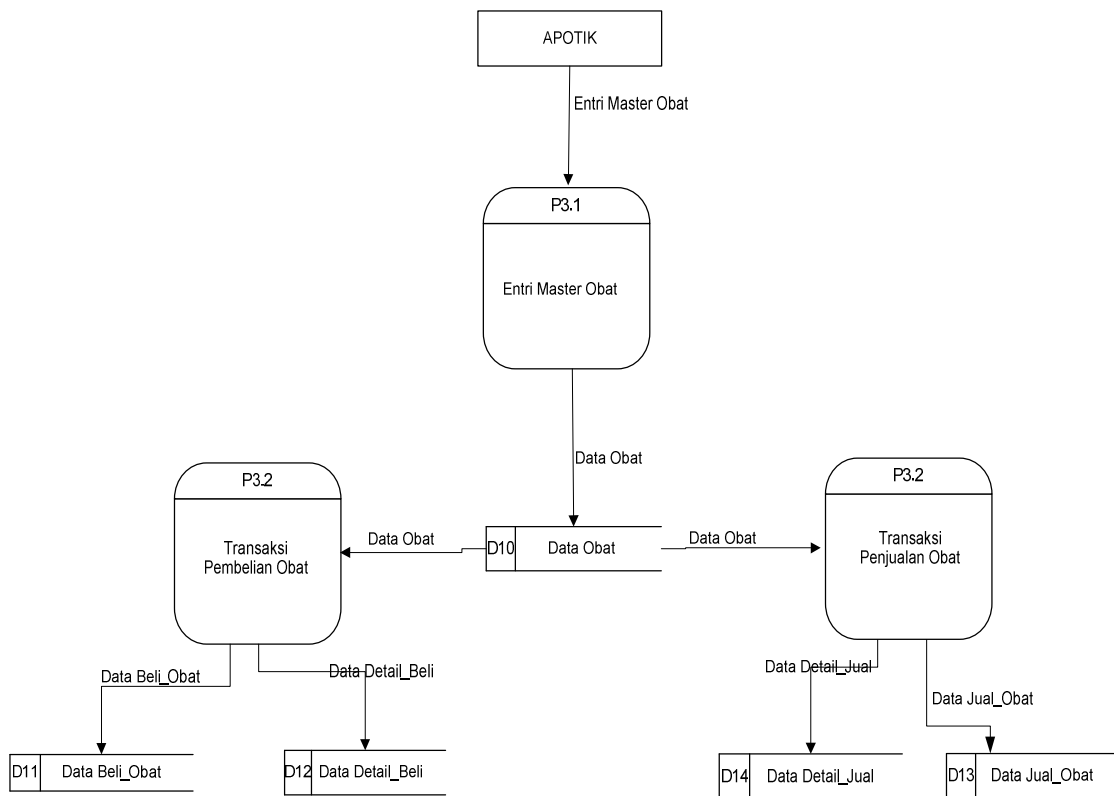 APOTIK
Entri Master Obat
P3.1
Entri Master Obat
Data Obat
P3.2
Transaksi
Pembelian Obat
Data Obat
D10 Data Obat
Data Obat
P3.2
Transaksi
Penjualan Obat
Data Beli_Obat
Data Detail_Beli
Data Detail_Jual
Data Jual_Obat
D11 Data Beli_Obat
D12 Data Detail_Beli
D14 Data Detail_Jual
D13 Data Jual_Obat